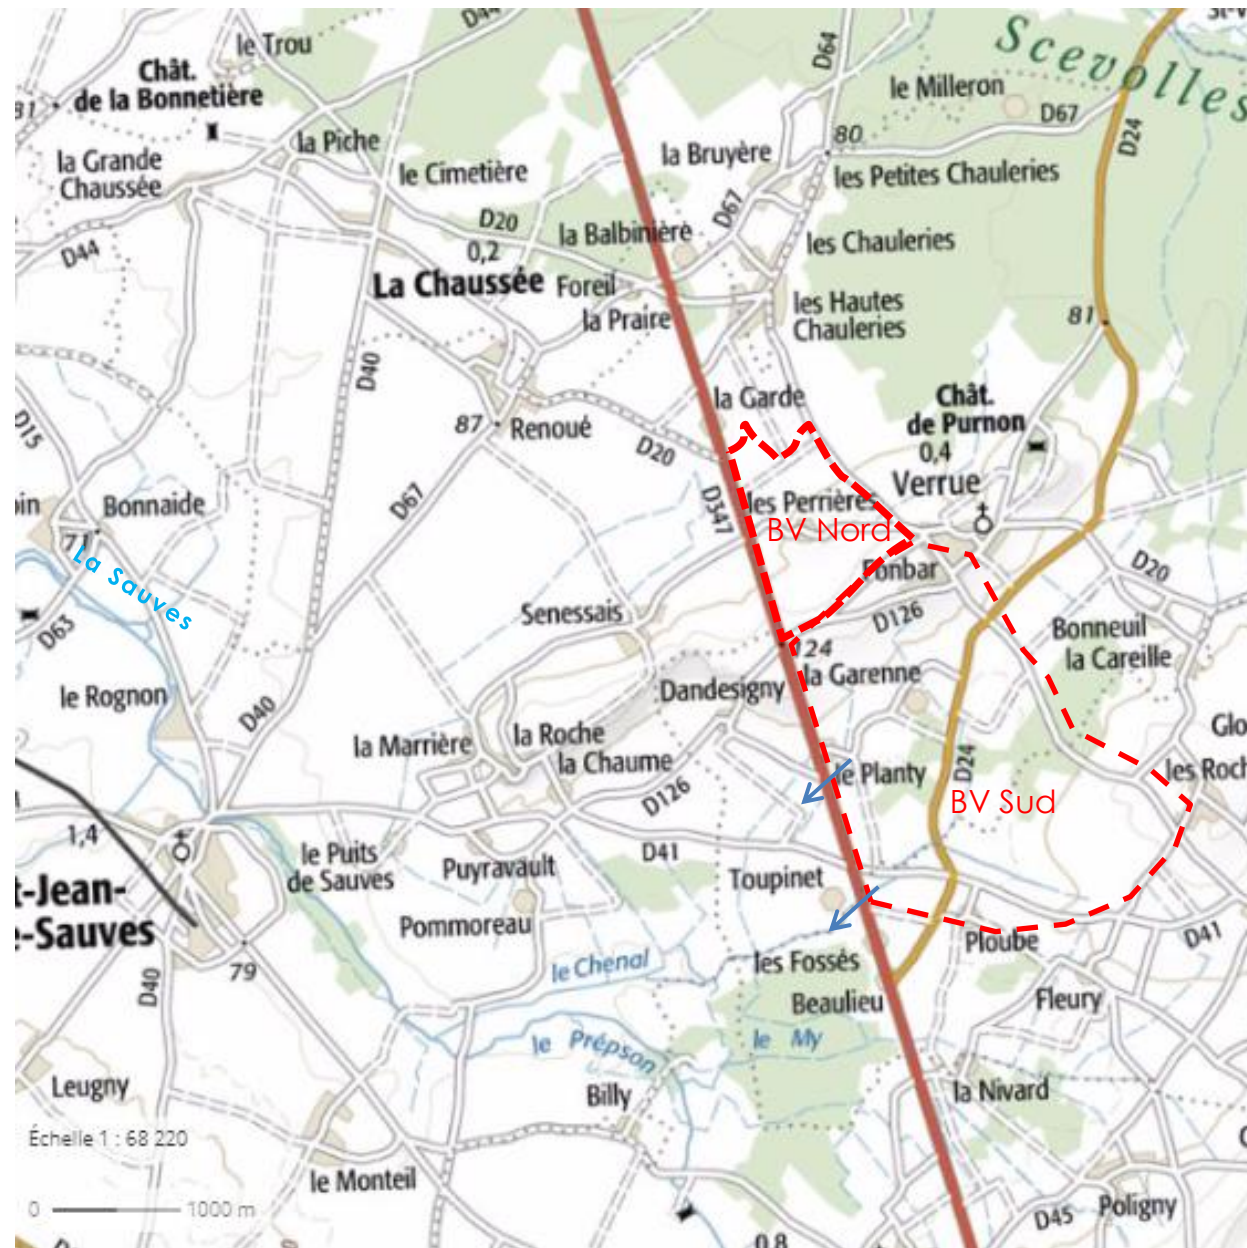 D44
le Trou
Scevolles
D64
Chât.
de la Bonnetière
81
le Milleron
D67
D24
la Piche
80
la Grande
Chaussée
le Cimetière
la Bruyère
les Petites Chauleries
D44
D20
0,2
la Balbinière
D67
les Chauleries
La Chaussée
Foreil
la Praire
les Hautes
Chauleries
81
D40
D15
la Garde
Chât.
de Purnon
0,4
87
Renoué
D20
Verrue
Bonnaide
D67
D347
les Perrières
BV Nord
71
La Sauves
Fonbar
D20
D63
Senessais
D126
Bonneuil
la Careille
124
la Garenne
Dandesigny
le Rognon
D40
la Marrière
la Roche
la Chaume
le Planty
D24
les Roch
Glo
BV Sud
D126
1,4
le Puits
de Sauves
Puyravault
D41
Toupinet
t-Jean-
e-Sauves
Pommoreau
Ploube
D41
79
D40
le Chenal
les Fossés
Beaulieu
Fleury
le Prépson
le My
Leugny
Billy
la Nivard
Échelle 1 : 68 220
le Monteil
0
1000 m
D45
Poligny
0,8